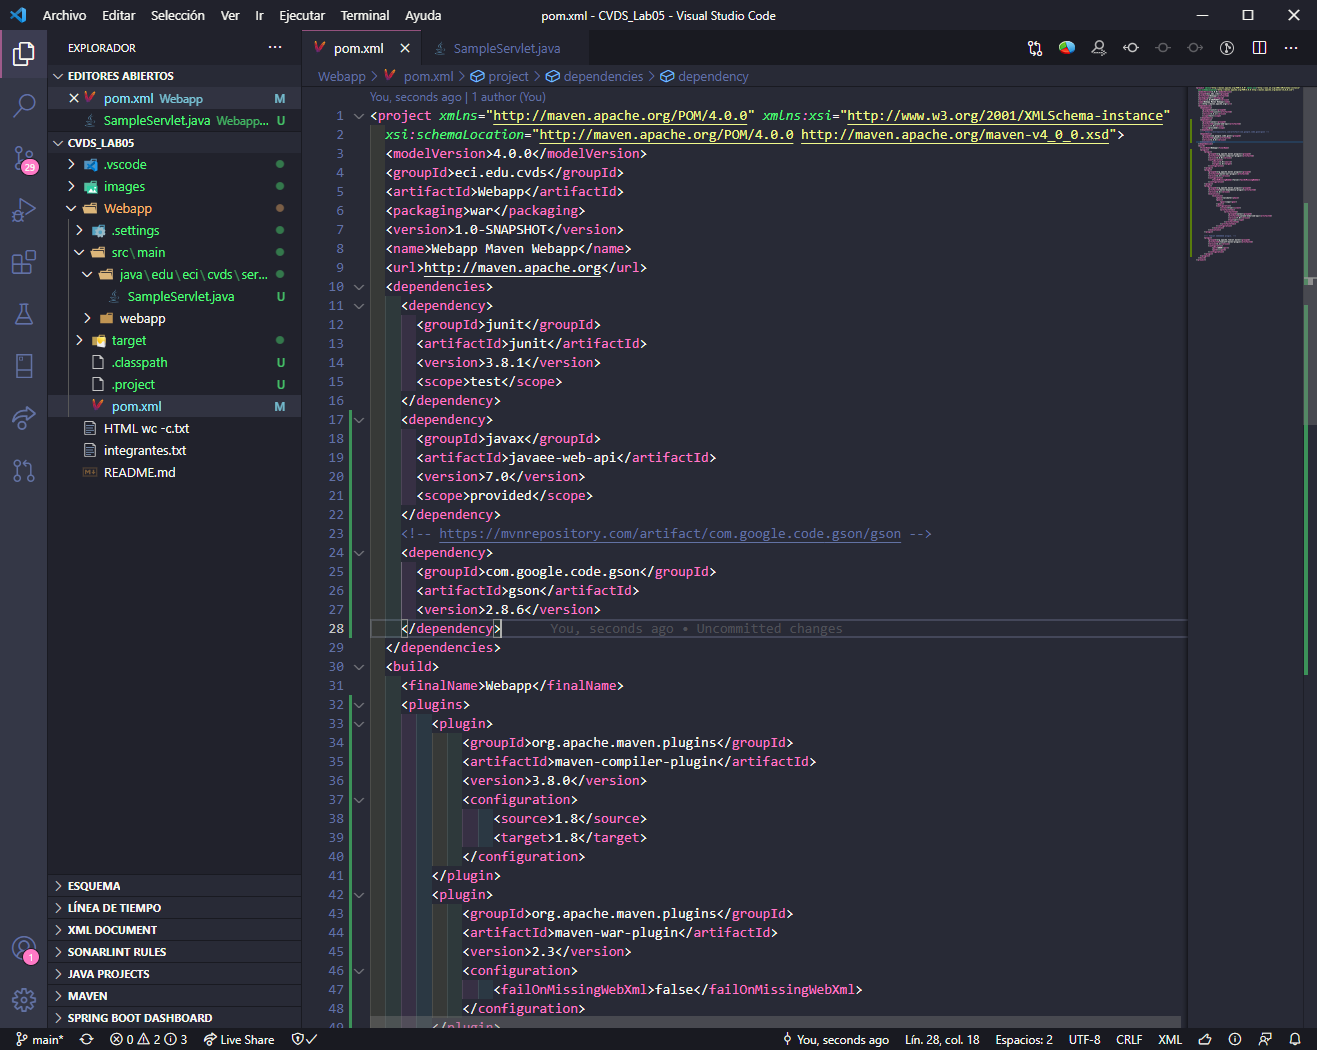 Archivo Editar Selección Ver Ir Ejecutar Terminal Ayuda
pom.xml - CVDS_Lab05 - Visual Studio Code
EXPLORADOR
EDITORES ABIERTOS
pom.xml Webapp M
SampleServlet.java Webapp... U
CVDS_LAB05
.vscode
images
Webapp
.settings
src\main
java\edu\eci\cvds\ser...
SampleServlet.java U
webapp
target
.classpath U
.project U
pom.xml M
HTML wc -c.txt
integrantes.txt
README.md
ESQUEMA
LÍNEA DE TIEMPO
XML DOCUMENT
SONARLINT RULES
JAVA PROJECTS
MAVEN
SPRING BOOT DASHBOARD
29
1
pom.xml
SampleServlet.java
Webapp > pom.xml > project > dependencies > dependency
You, seconds ago | 1 author (You)
1 <project xmlns="http://maven.apache.org/POM/4.0.0" xmlns:xsi="http://www.w3.org/2001/XMLSchema-instance"
2 xsi:schemaLocation="http://maven.apache.org/POM/4.0.0 http://maven.apache.org/maven-v4_0_0.xsd">
3 <modelVersion>4.0.0</modelVersion>
4 <groupId>eci.edu.cvds</groupId>
5 <artifactId>Webapp</artifactId>
6 <packaging>war</packaging>
7 <version>1.0-SNAPSHOT</version>
8 <name>Webapp Maven Webapp</name>
9 <url>http://maven.apache.org</url>
10 <dependencies>
11 <dependency>
12 <groupId>junit</groupId>
13 <artifactId>junit</artifactId>
14 <version>3.8.1</version>
15 <scope>test</scope>
16 </dependency>
17 <dependency>
18 <groupId>javax</groupId>
19 <artifactId>javaee-web-api</artifactId>
20 <version>7.0</version>
21 <scope>provided</scope>
22 </dependency>
23 <!-- https://mvnrepository.com/artifact/com.google.code.gson/gson -->
24 <dependency>
25 <groupId>com.google.code.gson</groupId>
26 <artifactId>gson</artifactId>
27 <version>2.8.6</version>
28 </dependency> You, seconds ago • Uncommitted changes
29 </dependencies>
30 <build>
31 <finalName>Webapp</finalName>
32 <plugins>
33 <plugin>
34 <groupId>org.apache.maven.plugins</groupId>
35 <artifactId>maven-compiler-plugin</artifactId>
36 <version>3.8.0</version>
37 <configuration>
38 <source>1.8</source>
39 <target>1.8</target>
40 </configuration>
41 </plugin>
42 <plugin>
43 <groupId>org.apache.maven.plugins</groupId>
44 <artifactId>maven-war-plugin</artifactId>
45 <version>2.3</version>
46 <configuration>
47 <failOnMissingWebXml>false</failOnMissingWebXml>
48 </configuration>
49 </plugin>
main* 0 2 3 Live Share
You, seconds ago Lín. 28, col. 18 Espacios: 2 UTF-8 CRLF XML